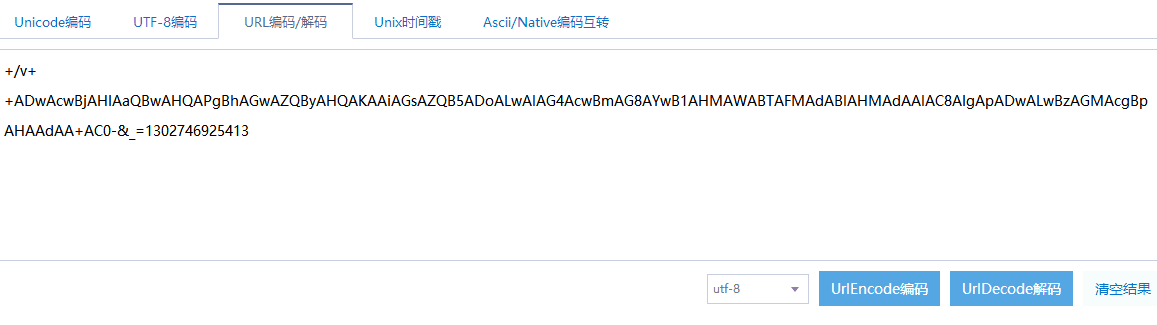 Unicode编码 UTF-8编码 URL编码/解码 Unix时间戳 Ascii/Native编码互转
+/v+
+ADwAcwBjAHIAaQBwAHQAPgBhAGwAZQByAHQAKAAiAGsAZQB5ADoALwAlAG4AcwBmAG8AYwB1AHMAWABTAFMAdABlAHMAdAAlAC8AIgApADwALwBzAGMAcgBp
AHAAdAA+AC0-&_=1302746925413
utf-8 UrlEncode编码 UrlDecode解码 清空结果